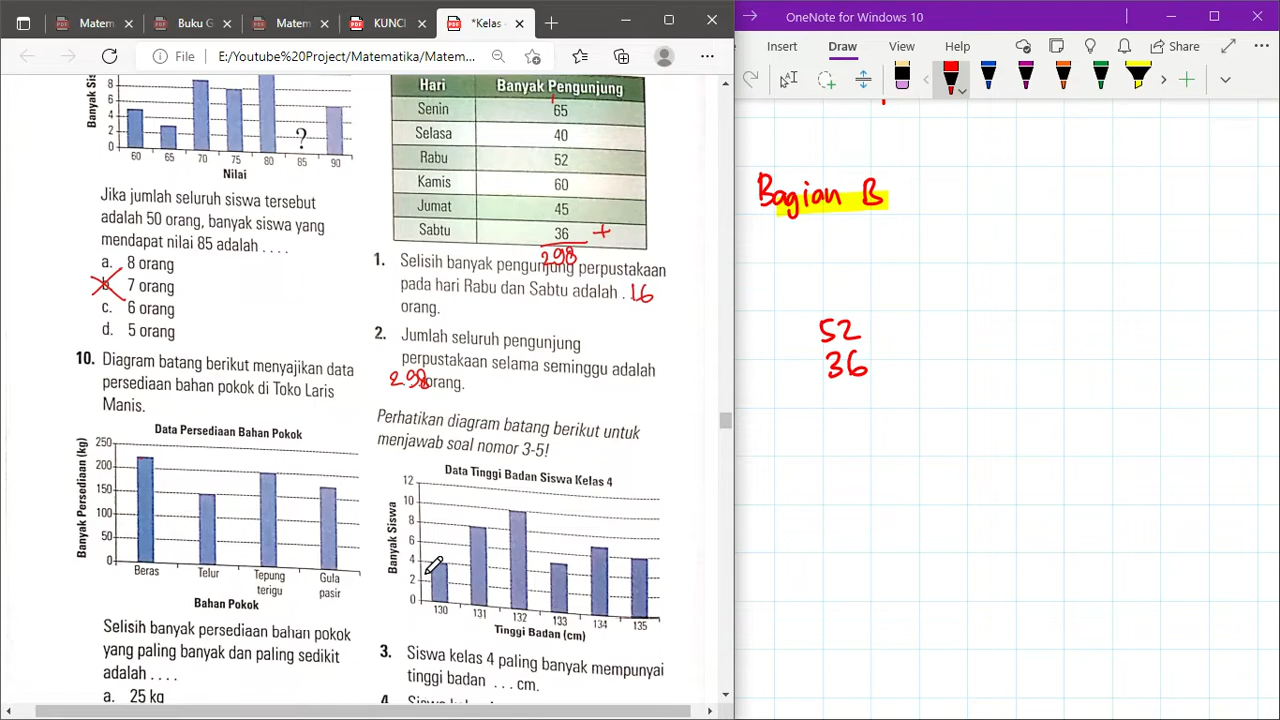 Matem
Buku G
Matem
KUNCI
*Kelas
File
E:/Youtube%20Project/Matematika/Matem...
Banyak Si
8
6
4
2
0
?
60 65 70 75 80 85 90
Nilai
Jika jumlah seluruh siswa tersebut
adalah 50 orang, banyak siswa yang
mendapat nilai 85 adalah . . . .
a. 8 orang
b. 7 orang
c. 6 orang
d. 5 orang
10. Diagram batang berikut menyajikan data
persediaan bahan pokok di Toko Laris
Manis.
Data Persediaan Bahan Pokok
Banyak Persediaan (kg)
250
200
150
100
50
0
Beras Telur Tepung terigu Gula pasir
Bahan Pokok
Selisih banyak persediaan bahan pokok
yang paling banyak dan paling sedikit
adalah . . . .
a. 25 kg
Hari Banyak Pengunjung
Senin 65
Selasa 40
Rabu 52
Kamis 60
Jumat 45
Sabtu 36 +
298
1. Selisih banyak pengunjung perpustakaan
pada hari Rabu dan Sabtu adalah . 16
orang.
2. Jumlah seluruh pengunjung
perpustakaan selama seminggu adalah
298 orang.
Perhatikan diagram batang berikut untuk
menjawab soal nomor 3-5!
Data Tinggi Badan Siswa Kelas 4
Banyak Siswa
12
10
8
6
4
2
0
130 131 132 133 134 135
Tinggi Badan (cm)
3. Siswa kelas 4 paling banyak mempunyai
tinggi badan . . . cm.
4.
OneNote for Windows 10
Insert Draw View Help Share
Bagian B
52
36